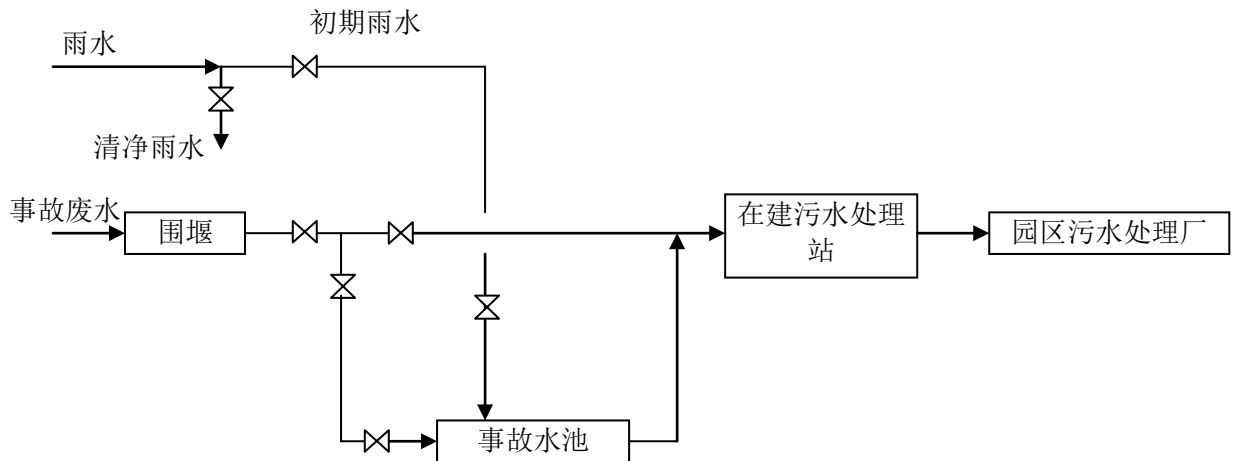 初期雨水
雨水
清净雨水
事故废水
围堰
在建污水处理
站
园区污水处理厂
事故水池